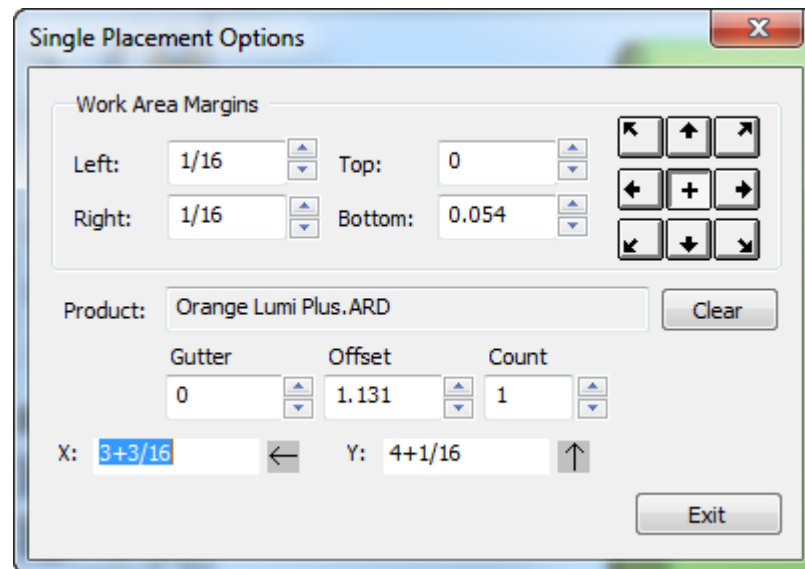 Single Placement Options
Work Area Margins
Left: 1/16 Top: 0
Right: 1/16 Bottom: 0.054
Product: Orange Lumi Plus.ARD Clear
Gutter Offset Count
0 1.131 1
X: 3+3/16 Y: 4+1/16
Exit